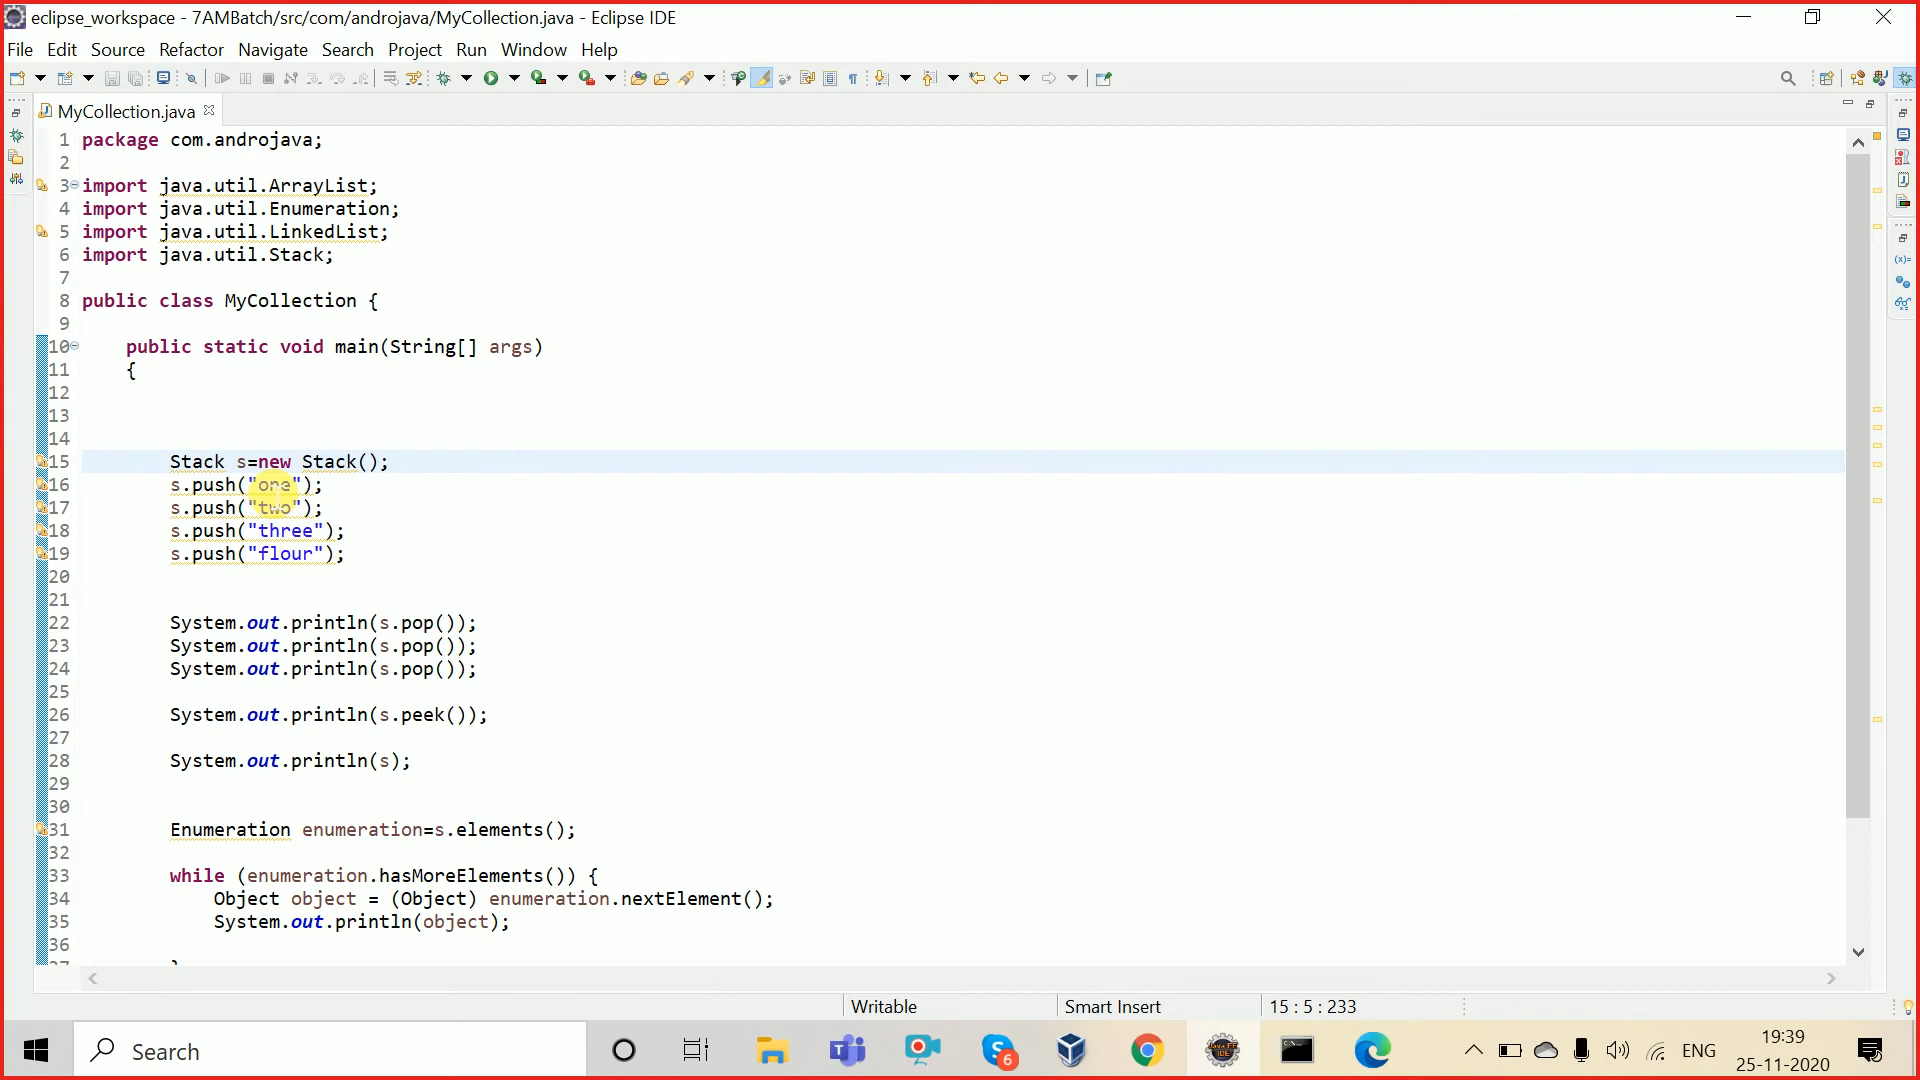 eclipse_workspace - 7AMBatch/src/com/androjava/MyCollection.java - Eclipse IDE
File Edit Source Refactor Navigate Search Project Run Window Help
MyCollection.java
1 package com.androjava;
2
3 import java.util.ArrayList;
4 import java.util.Enumeration;
5 import java.util.LinkedList;
6 import java.util.Stack;
7
8 public class MyCollection {
9
10 public static void main(String[] args)
11 {
12
13
14
15 Stack s=new Stack();
16 s.push("one");
17 s.push("two");
18 s.push("three");
19 s.push("flour");
20
21
22 System.out.println(s.pop());
23 System.out.println(s.pop());
24 System.out.println(s.pop());
25
26 System.out.println(s.peek());
27
28 System.out.println(s);
29
30
31 Enumeration enumeration=s.elements();
32
33 while (enumeration.hasMoreElements()) {
34 Object object = (Object) enumeration.nextElement();
35 System.out.println(object);
36
37 }
Writable Smart Insert 15 : 5 : 233
Search 6 ENG 19:39
25-11-2020